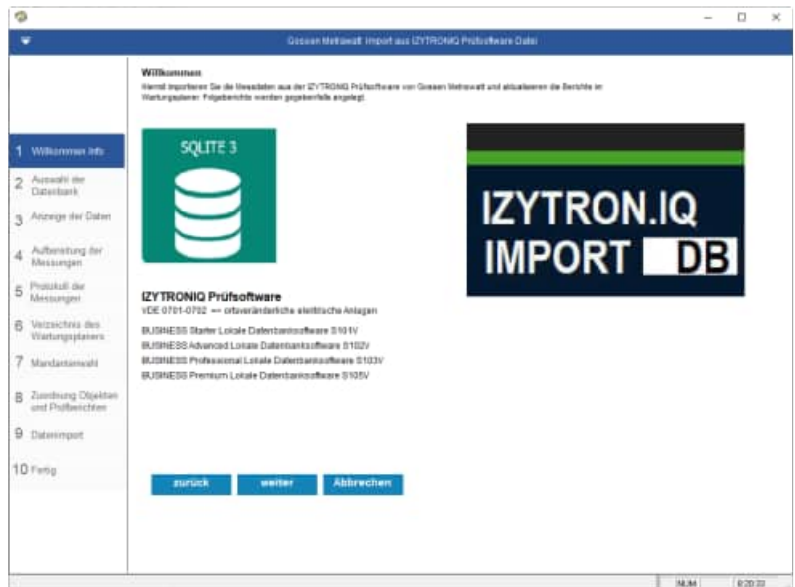 Gossen Metrawatt Import aus IZYTRONIQ Prüfsoftware Datei
Willkommen
Hiermit importieren Sie die Messdaten aus der IZYTRONIQ Prüfsoftware von Gossen Metrawatt und aktualisieren die Berichte im
Wartungsplaner. Folgeberichte werden gegebenfalls angelegt.
1 Willkommen Info
2 Auswahl der
Datenbank
3 Anzeige der Daten
4 Aufbereitung der
Messungen
5 Protokoll der
Messungen
6 Verzeichnis des
Wartungsplaners
7 Mandantenwahl
8 Zuordnung Objekten
und Prüfberichten
9 Datenimport
10 Fertig
SQLITE 3
IZYTRON.IQ
IMPORT DB
IZYTRONIQ Prüfsoftware
VDE 0701-0702 == ortsveränderliche elektrische Anlagen
BUSINESS Starter Lokale Datenbanksoftware S101V
BUSINESS Advanced Lokale Datenbanksoftware S102V
BUSINESS Professional Lokale Datenbanksoftware S103V
BUSINESS Premium Lokale Datenbanksoftware S105V
zurück weiter Abbrechen
NUM 8:20:33